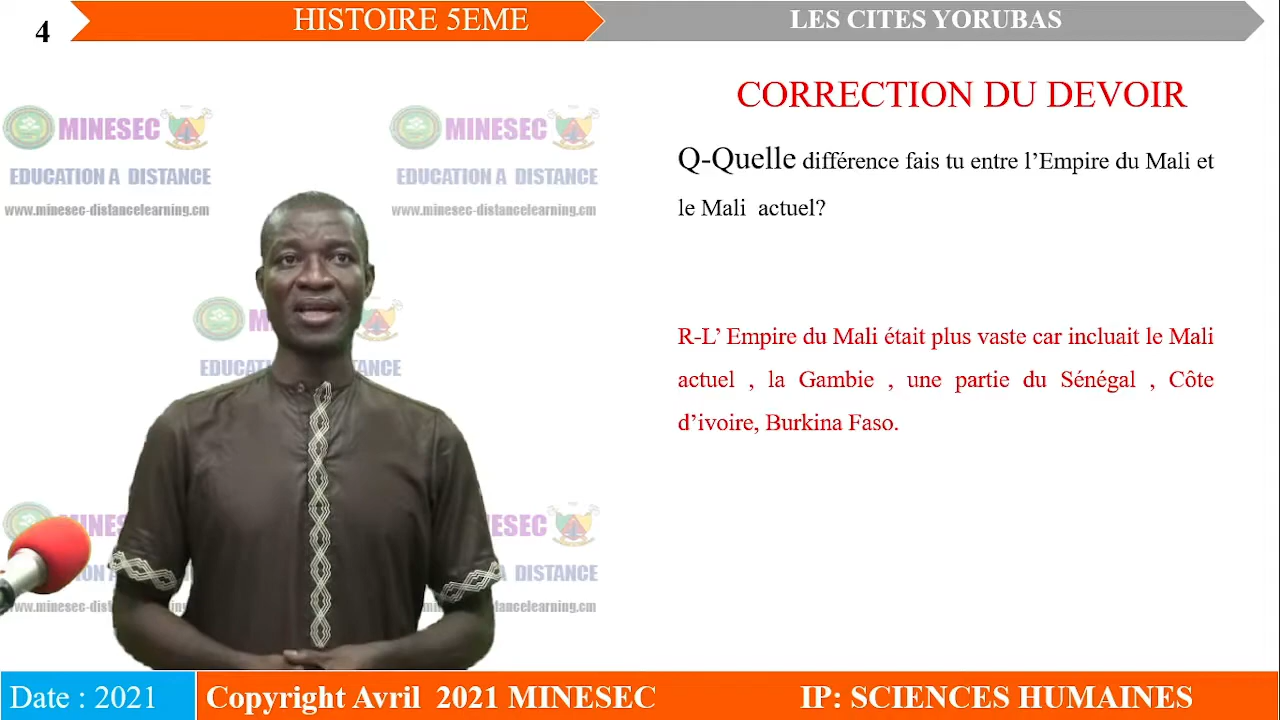 4
HISTOIRE 5EME
LES CITES YORUBAS
CORRECTION DU DEVOIR
Q-Quelle différence fais tu entre l’Empire du Mali et
le Mali actuel?
R-L’ Empire du Mali était plus vaste car incluait le Mali
actuel , la Gambie , une partie du Sénégal , Côte
d’ivoire, Burkina Faso.
MINESEC
EDUCATION A DISTANCE
www.minesec-distancelearning.cm
MINESEC
EDUCATION A DISTANCE
www.minesec-distancelearning.cm
Date : 2021
Copyright Avril 2021 MINESEC
IP: SCIENCES HUMAINES